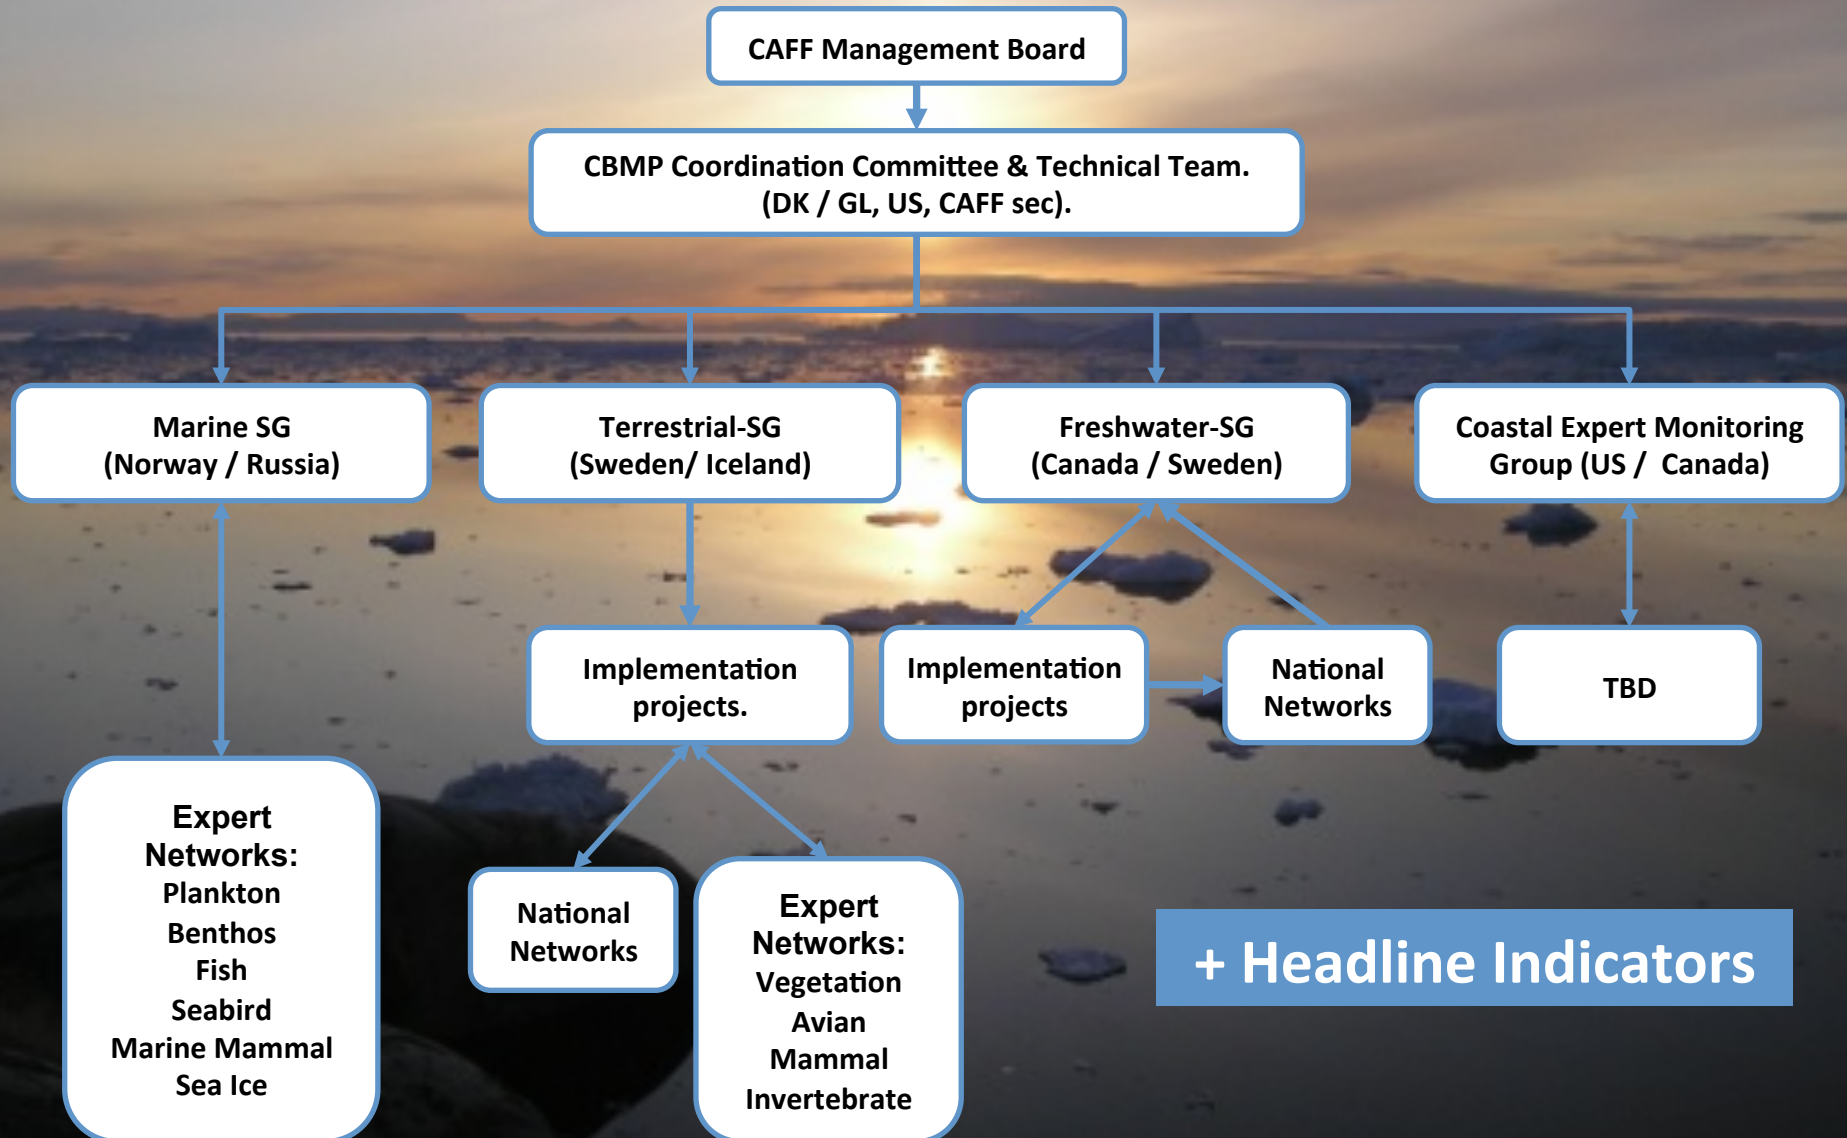 CAFF Management Board
CBMP Coordination Committee & Technical Team.
(DK / GL, US, CAFF sec).
Marine SG
(Norway / Russia)
Terrestrial-SG
(Sweden/ Iceland)
Freshwater-SG
(Canada / Sweden)
Coastal Expert Monitoring
Group (US / Canada)
Implementation
projects.
Implementation
projects
National
Networks
TBD
Expert
Networks:
Plankton
Benthos
Fish
Seabird
Marine Mammal
Sea Ice
National
Networks
Expert
Networks:
Vegetation
Avian
Mammal
Invertebrate
+ Headline Indicators